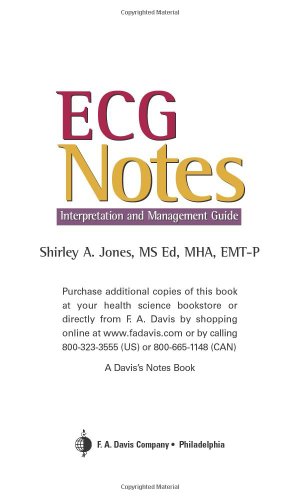 Copyrighted Material
ECG
Notes
Interpretation and Management Guide
Shirley A. Jones, MS Ed, MHA, EMT-P
Purchase additional copies of this book
at your health science bookstore or
directly from F. A. Davis by shopping
online at www.fadavis.com or by calling
800-323-3555 (US) or 800-665-1148 (CAN)
A Davis's Notes Book
F. A. Davis Company • Philadelphia
Copyrighted Material